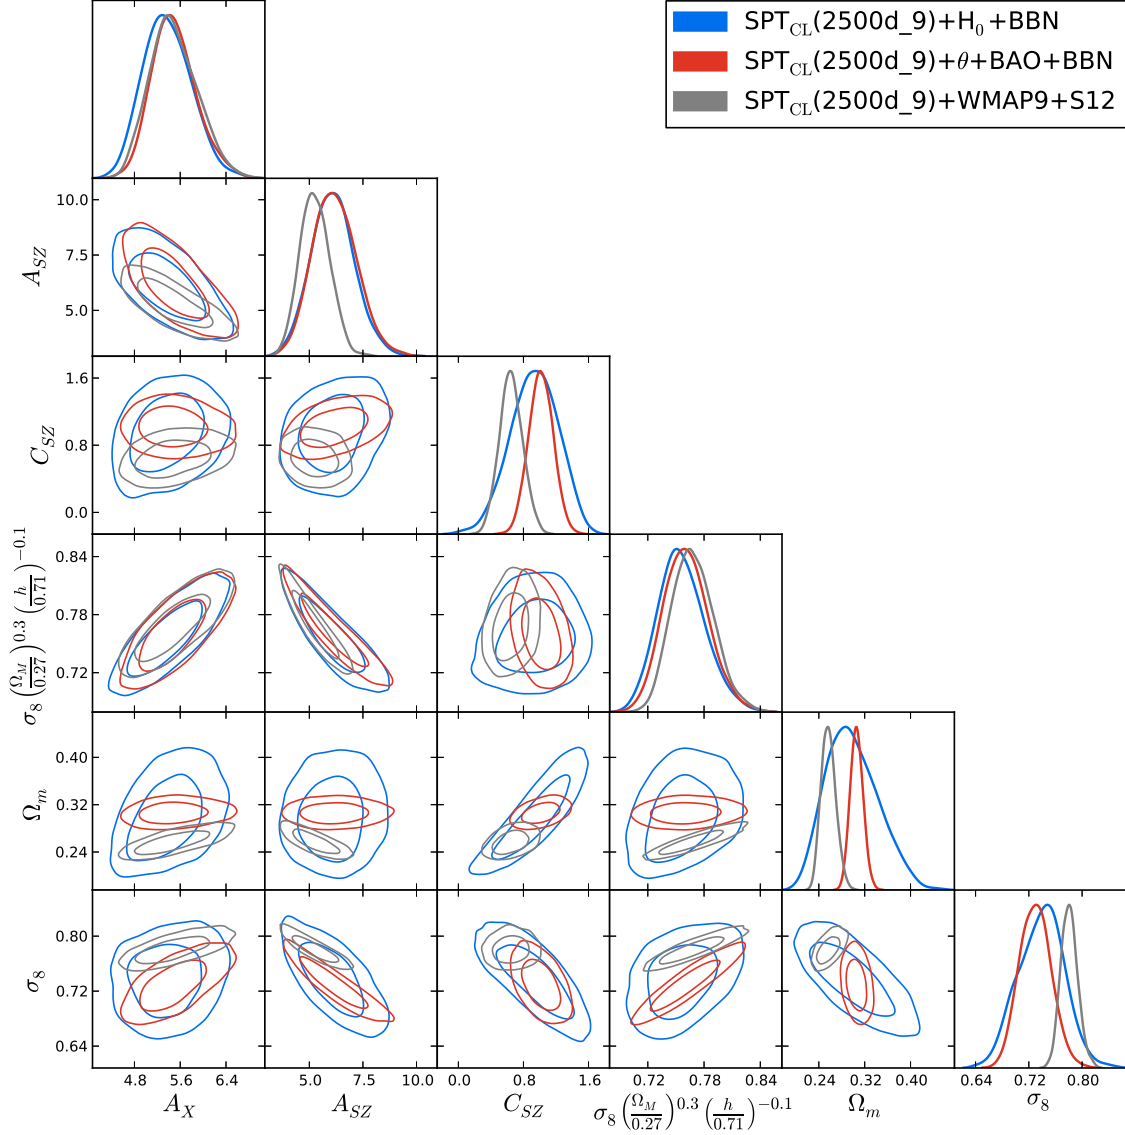 SPT_CL(2500d_9)+H₀+BBN
SPT_CL(2500d_9)+θ+BAO+BBN
SPT_CL(2500d_9)+WMAP9+S12
10.0
7.5
5.0
A_SZ
1.6
0.8
0.0
C_SZ
0.84
0.78
0.72
σ₈(Ω_M/0.27)^0.3(h/0.71)^−0.1
0.40
0.32
0.24
Ω_m
0.80
0.72
0.64
σ₈
4.8 5.6 6.4 5.0 7.5 10.0 0.0 0.8 1.6 0.72 0.78 0.84 0.24 0.32 0.40 0.64 0.72 0.80
A_X A_SZ C_SZ σ₈(Ω_M/0.27)^0.3(h/0.71)^−0.1 Ω_m σ₈